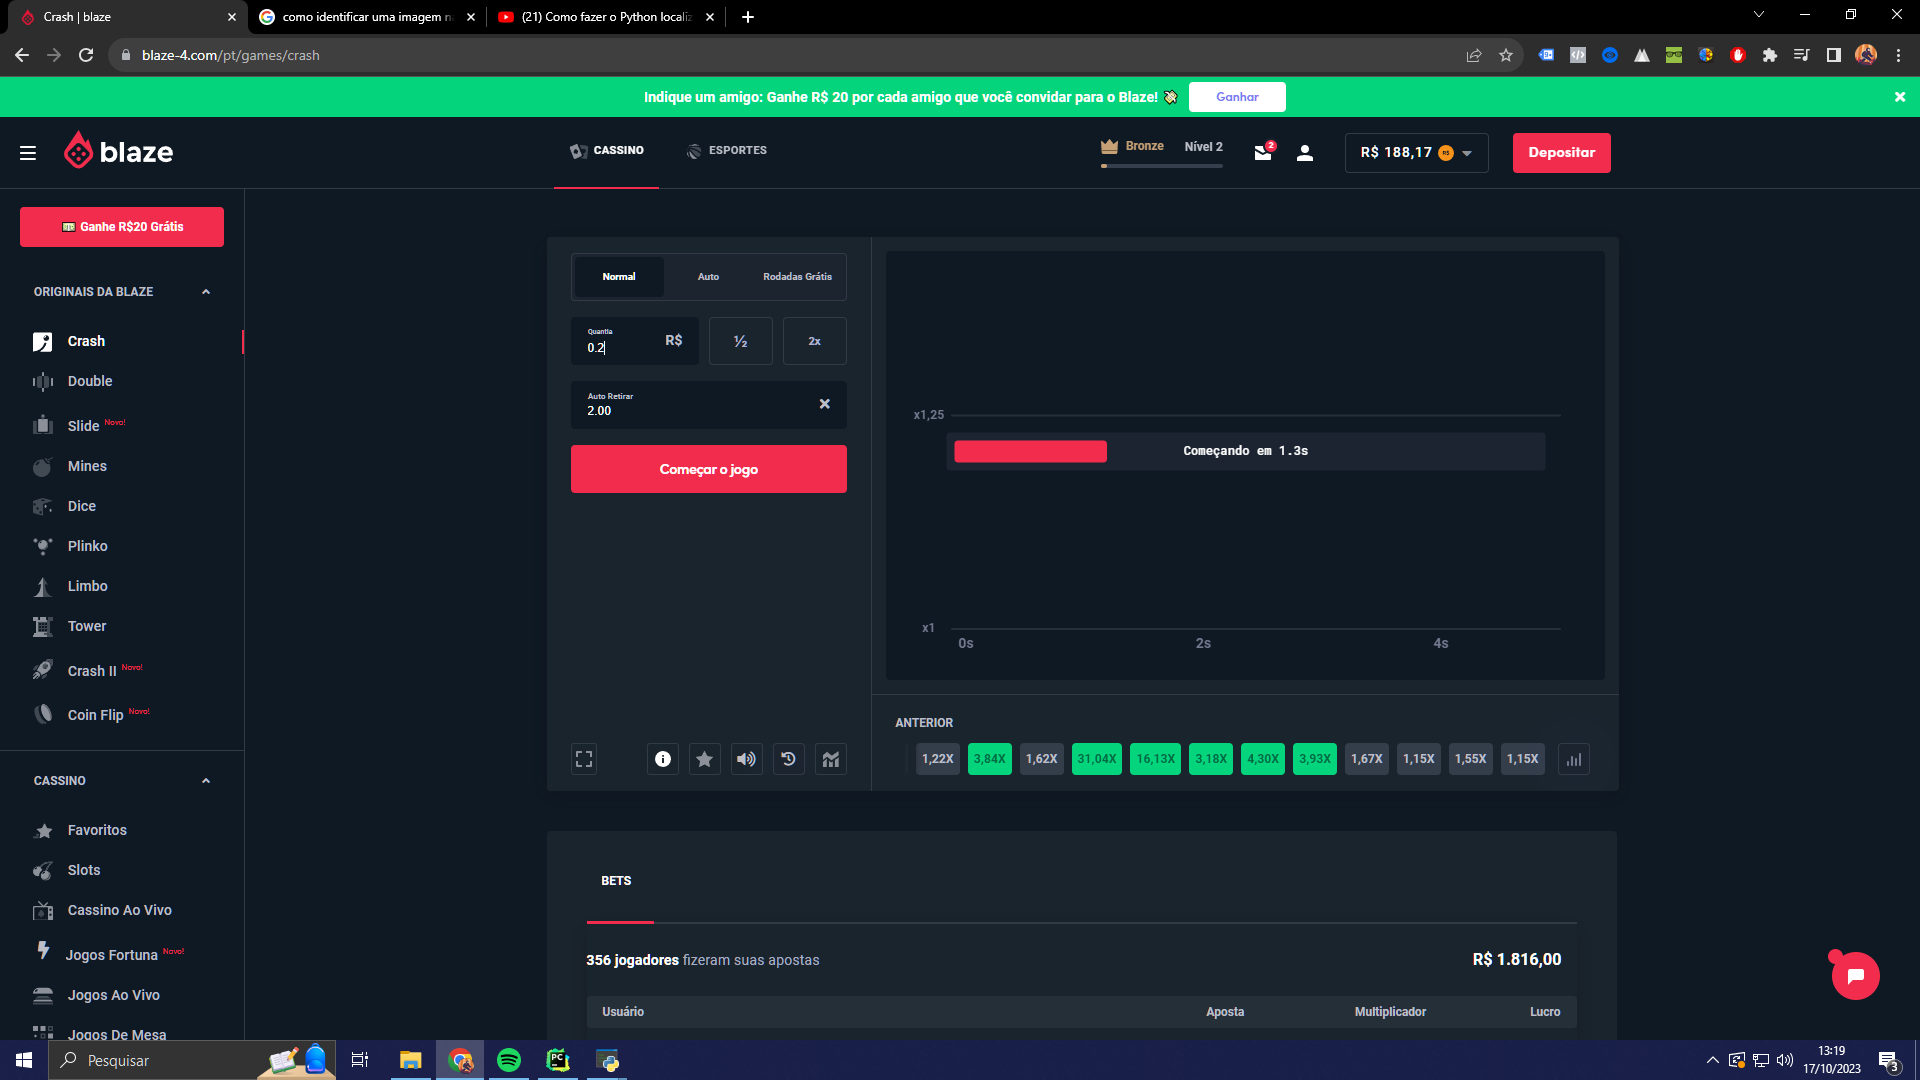 Crash | blaze
como identificar uma imagem n
(21) Como fazer o Python locali
blaze-4.com/pt/games/crash
Indique um amigo: Ganhe R$ 20 por cada amigo que você convidar para o Blaze!
Ganhar
blaze
CASSINO
ESPORTES
Bronze
Nível 2
2
R$ 188,17
R$
Depositar
Ganhe R$20 Grátis
ORIGINAIS DA BLAZE
Crash
Double
Slide Novo!
Mines
Dice
Plinko
Limbo
Tower
Crash II Novo!
Coin Flip Novo!
CASSINO
Favoritos
Slots
Cassino Ao Vivo
Jogos Fortuna Novo!
Jogos Ao Vivo
Jogos De Mesa
Normal
Auto
Rodadas Grátis
Quantia
0.2
R$
½
2x
Auto Retirar
2.00
Começar o jogo
x1,25
Começando em 1.3s
x1
0s
2s
4s
ANTERIOR
1,22X
3,84X
1,62X
31,04X
16,13X
3,18X
4,30X
3,93X
1,67X
1,15X
1,55X
1,15X
BETS
356 jogadores fizeram suas apostas
R$ 1.816,00
Usuário
Aposta
Multiplicador
Lucro
Pesquisar
PC
13:19
17/10/2023
3